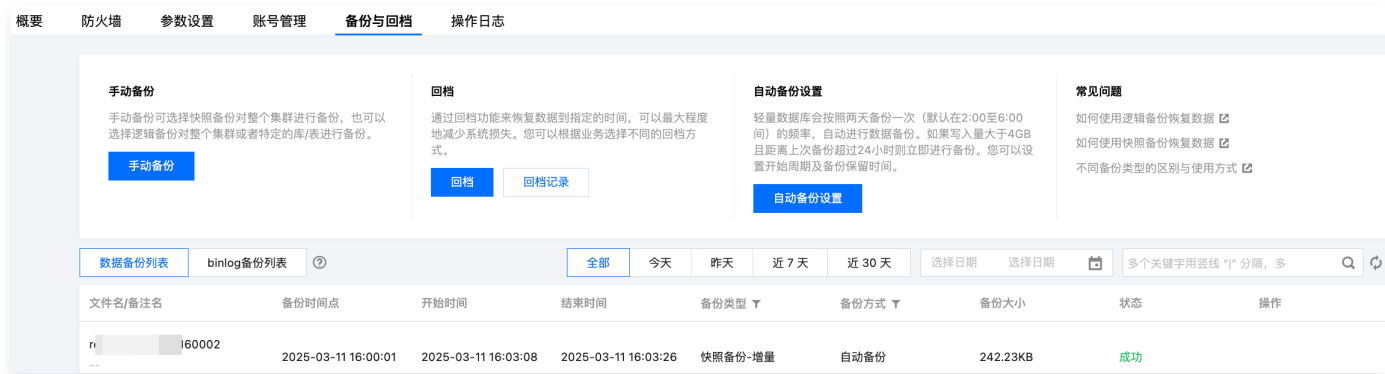 概要 防火墙 参数设置 账号管理 备份与回档 操作日志
手动备份
手动备份可选择快照备份对整个集群进行备份，也可以
选择逻辑备份对整个集群或者特定的库/表进行备份。
手动备份
回档
通过回档功能来恢复数据到指定的时间，可以最大程度
地减少系统损失。您可以根据业务选择不同的回档方
式。
回档 回档记录
自动备份设置
轻量数据库会按照两天备份一次（默认在2:00至6:00
间）的频率，自动进行数据备份。如果写入量大于4GB
且距离上次备份超过24小时则立即进行备份。您可以设
置开始周期及备份保留时间。
自动备份设置
常见问题
如何使用逻辑备份恢复数据
如何使用快照备份恢复数据
不同备份类型的区别与使用方式
数据备份列表 binlog备份列表 全部 今天 昨天 近 7 天 近 30 天 选择日期 选择日期 多个关键字用竖线 "|" 分隔，多
文件名/备注名 备份时间点 开始时间 结束时间 备份类型 备份方式 备份大小 状态 操作
160002 2025-03-11 16:00:01 2025-03-11 16:03:08 2025-03-11 16:03:26 快照备份-增量 自动备份 242.23KB 成功
--